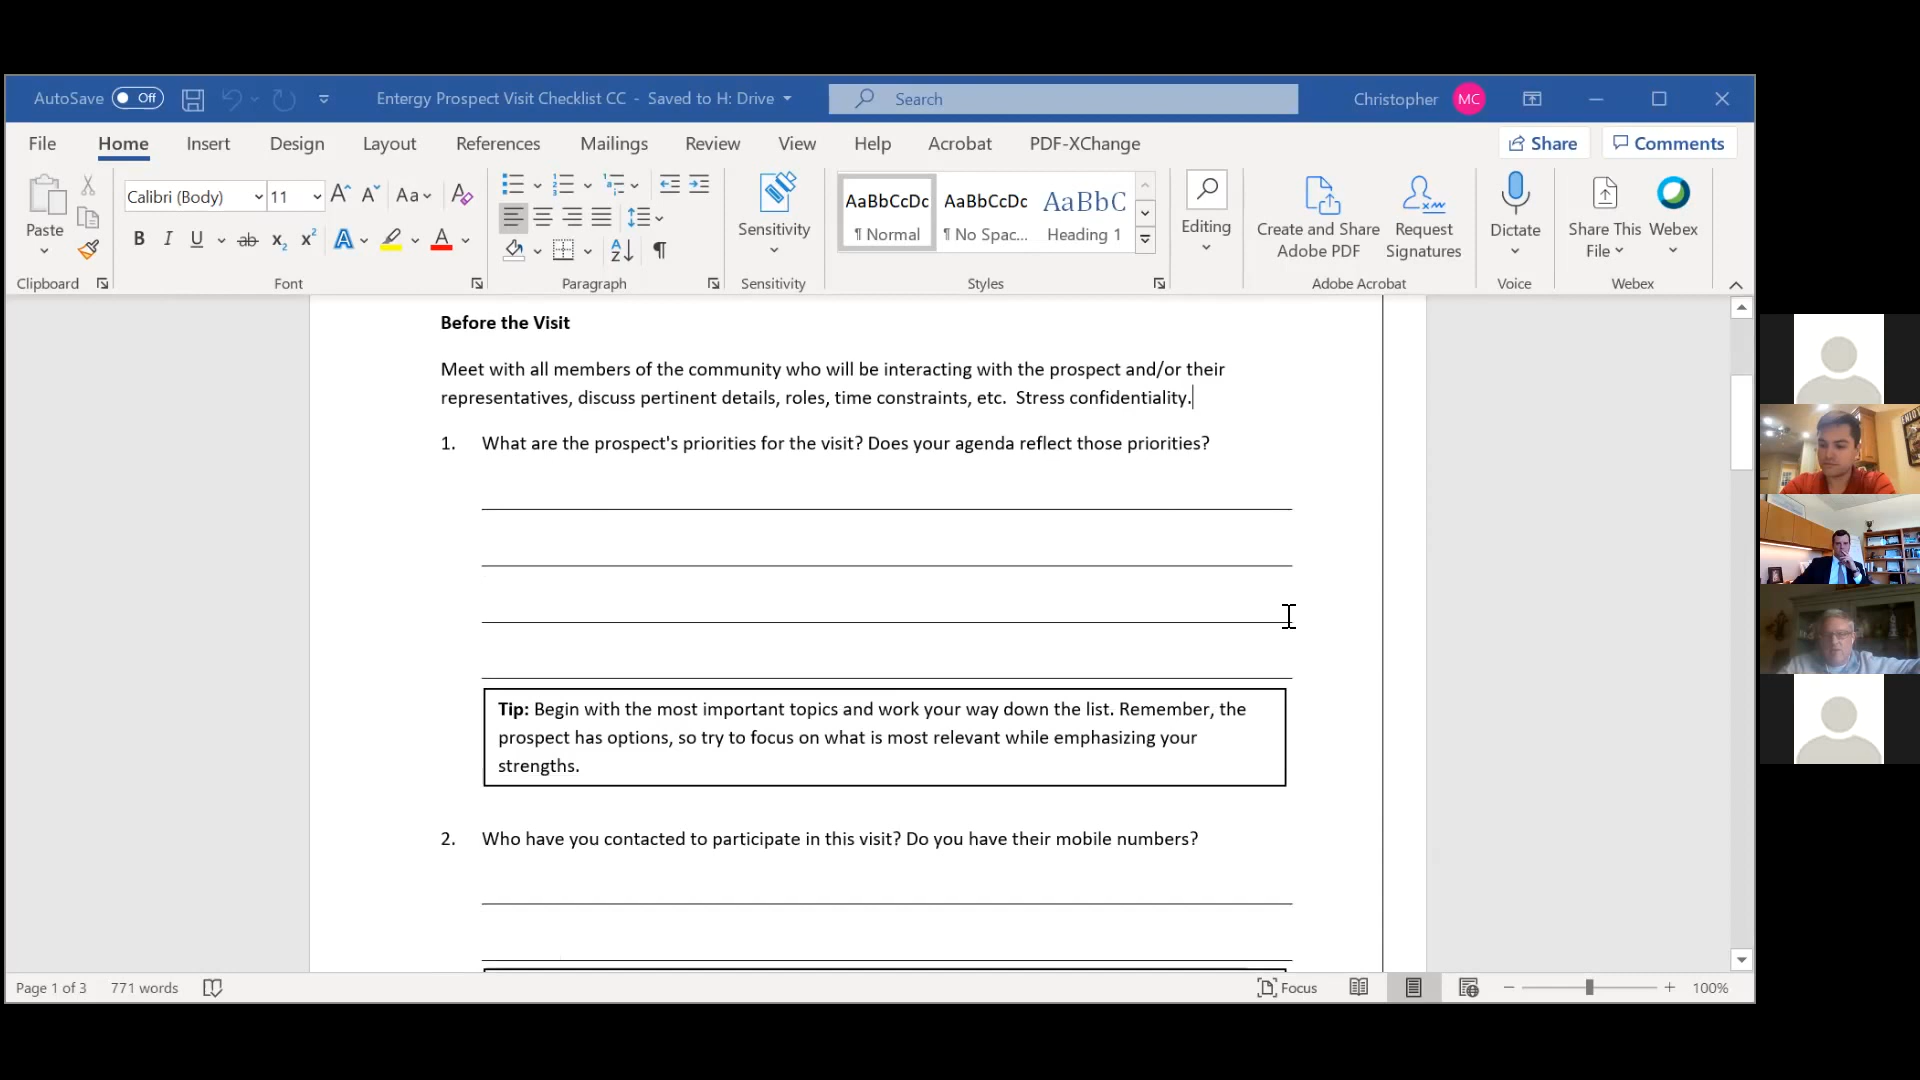 AutoSave Off Entergy Prospect Visit Checklist CC - Saved to H: Drive Search Christopher MC
File Home Insert Design Layout References Mailings Review View Help Acrobat PDF-XChange Share Comments
Calibri (Body) 11 Aa
Paste Sensitivity Editing Create and Share Adobe PDF Request Signatures Dictate Share This File Webex
AaBbCcDc AaBbCcDc AaBbC
¶ Normal ¶ No Spac... Heading 1
B I U ab x₂ x² A A A Z ¶
Clipboard Font Paragraph Sensitivity Styles Adobe Acrobat Voice Webex
Before the Visit
Meet with all members of the community who will be interacting with the prospect and/or their
representatives, discuss pertinent details, roles, time constraints, etc.  Stress confidentiality.
1. What are the prospect's priorities for the visit? Does your agenda reflect those priorities?
Tip: Begin with the most important topics and work your way down the list. Remember, the
prospect has options, so try to focus on what is most relevant while emphasizing your
strengths.
2. Who have you contacted to participate in this visit? Do you have their mobile numbers?
Page 1 of 3 771 words Focus 100%